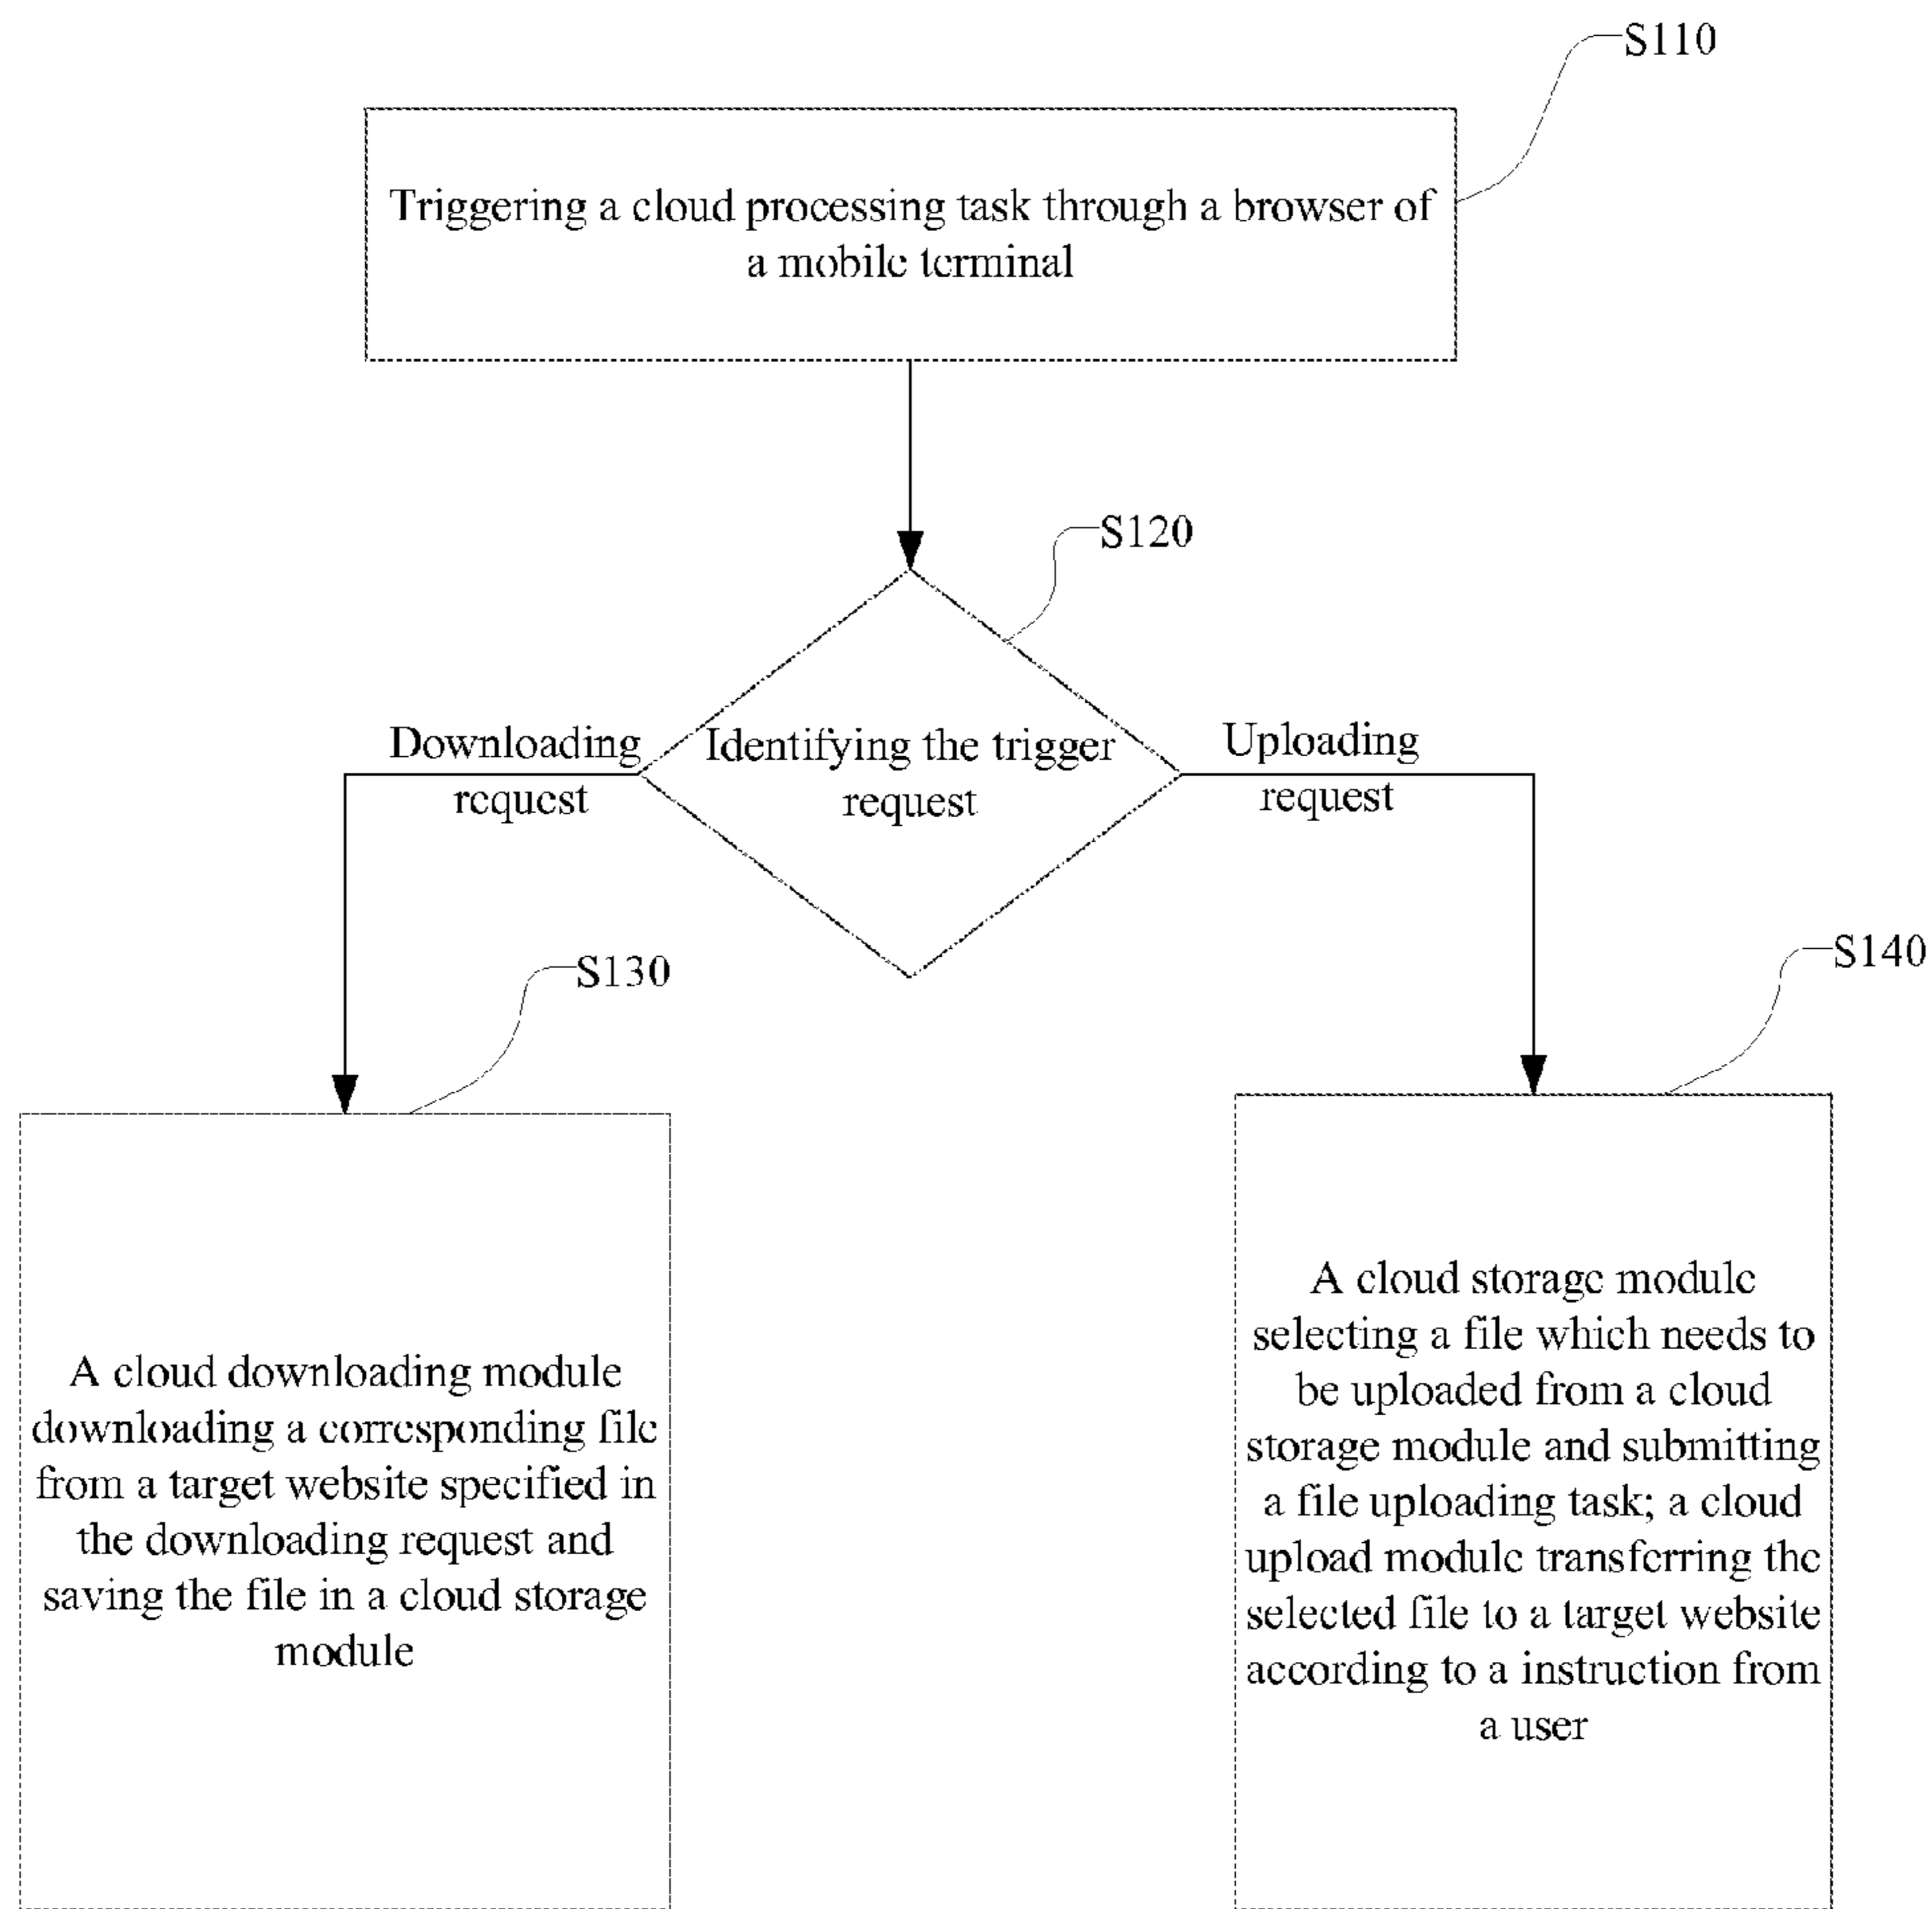 S110
Triggering a cloud processing task through a browser of
a mobile terminal
S120
Downloading
request
Identifying the trigger
request
Uploading
request
S130
S140
A cloud downloading module
downloading a corresponding file
from a target website specified in
the downloading request and
saving the file in a cloud storage
module
A cloud storage module
selecting a file which needs to
be uploaded from a cloud
storage module and submitting
a file uploading task; a cloud
upload module transferring the
selected file to a target website
according to a instruction from
a user